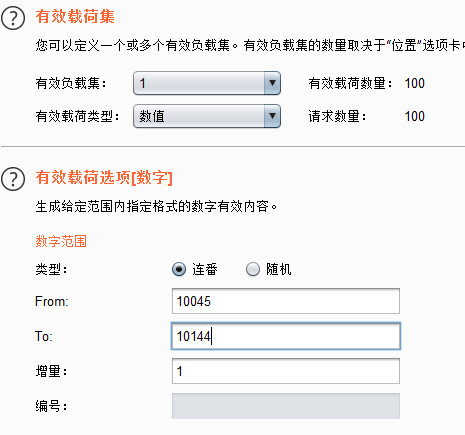 有效载荷集
您可以定义一个或多个有效负载集。有效负载集的数量取决于"位置"选项卡
有效负载集： 1 有效载荷数量： 100
有效载荷类型： 数值 请求数量： 100
有效载荷选项[数字]
生成给定范围内指定格式的数字有效内容。
数字范围
类型： 连番 随机
From: 10045
To: 10144
增量： 1
编号：